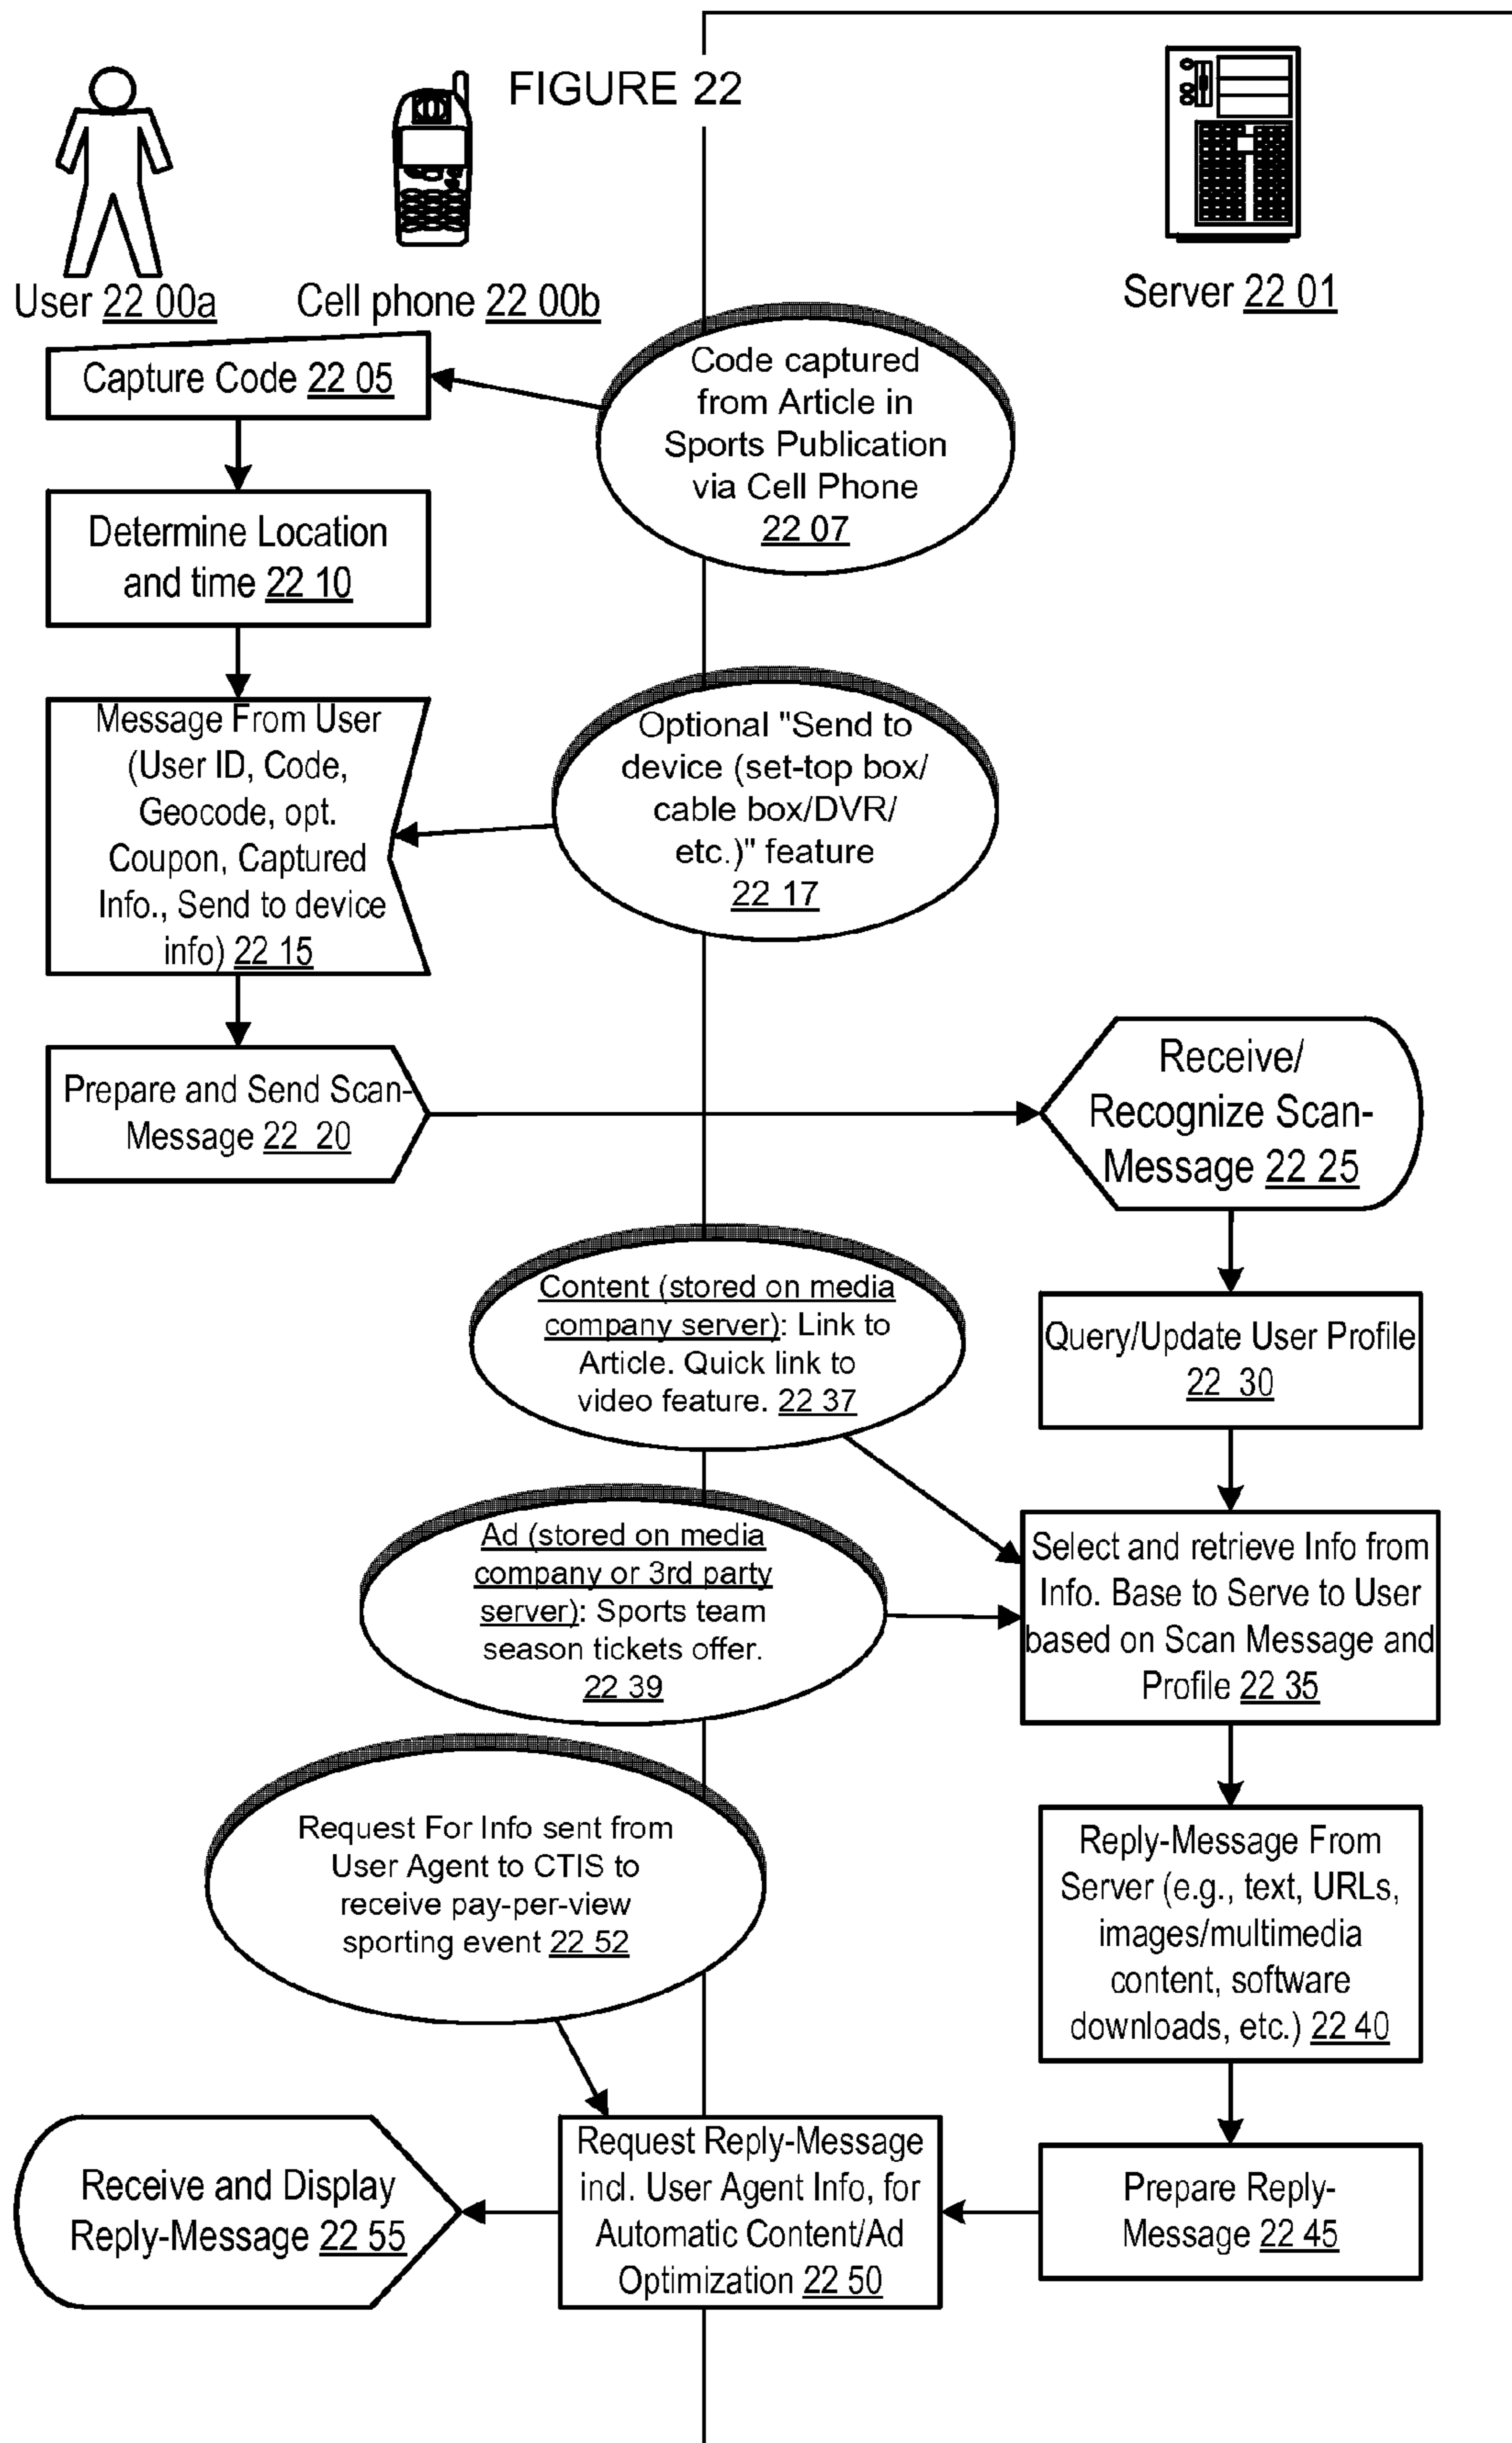 FIGURE 22
User 22 00a
Cell phone 22 00b
Server 22 01
Capture Code 22 05
Code captured
from Article in
Sports Publication
via Cell Phone
22 07
Determine Location
and time 22 10
Message From User
(User ID, Code,
Geocode, opt.
Coupon, Captured
Info., Send to device
info) 22 15
Optional "Send to
device (set-top box/
cable box/DVR/
etc.)" feature
22 17
Prepare and Send Scan-
Message 22 20
Receive/
Recognize Scan-
Message 22 25
Query/Update User Profile
22 30
Content (stored on media
company server): Link to
Article. Quick link to
video feature. 22 37
Ad (stored on media
company or 3rd party
server): Sports team
season tickets offer.
22 39
Select and retrieve Info from
Info. Base to Serve to User
based on Scan Message and
Profile 22 35
Request For Info sent from
User Agent to CTIS to
receive pay-per-view
sporting event 22 52
Reply-Message From
Server (e.g., text, URLs,
images/multimedia
content, software
downloads, etc.) 22 40
Prepare Reply-
Message 22 45
Request Reply-Message
incl. User Agent Info, for
Automatic Content/Ad
Optimization 22 50
Receive and Display
Reply-Message 22 55